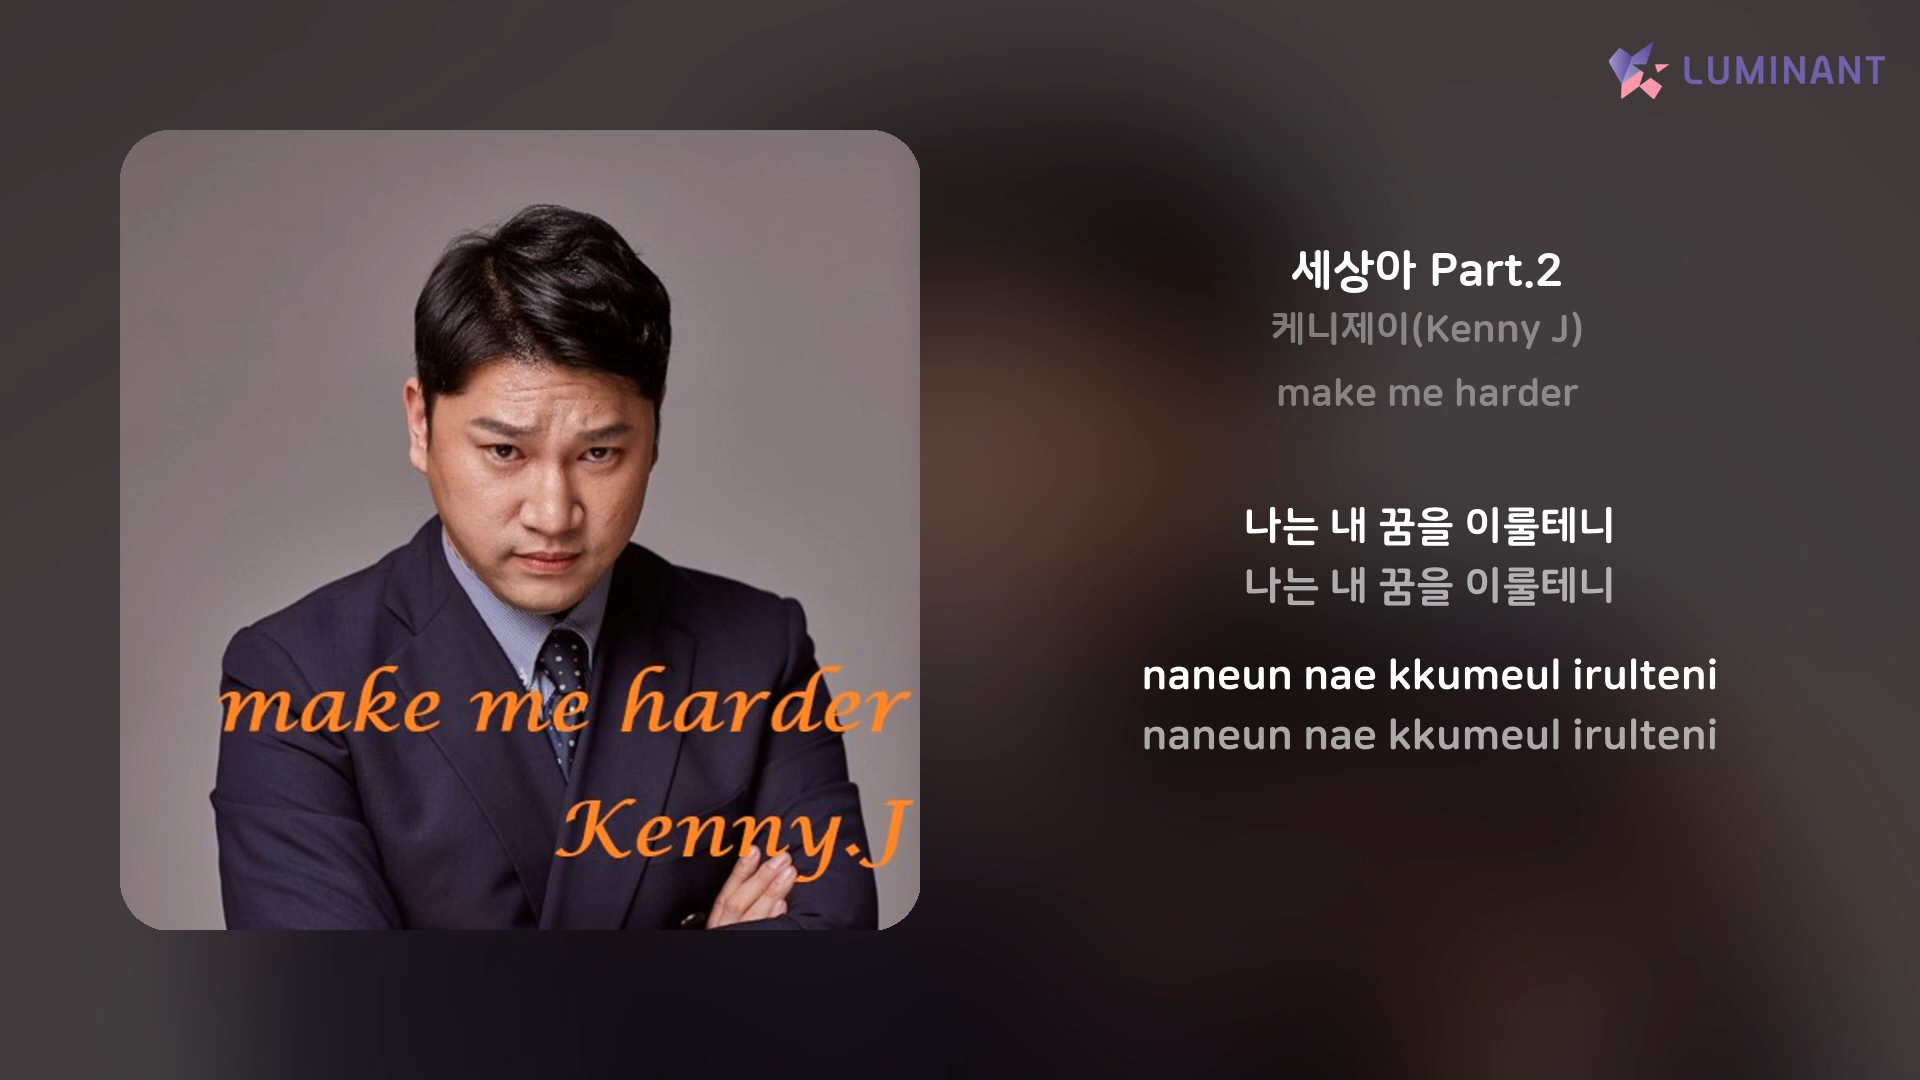 LUMINANT
make me harder
Kenny.J
세상아 Part.2
케니제이(Kenny J)
make me harder
나는 내 꿈을 이룰테니
나는 내 꿈을 이룰테니
naneun nae kkumeul irulteni
naneun nae kkumeul irulteni